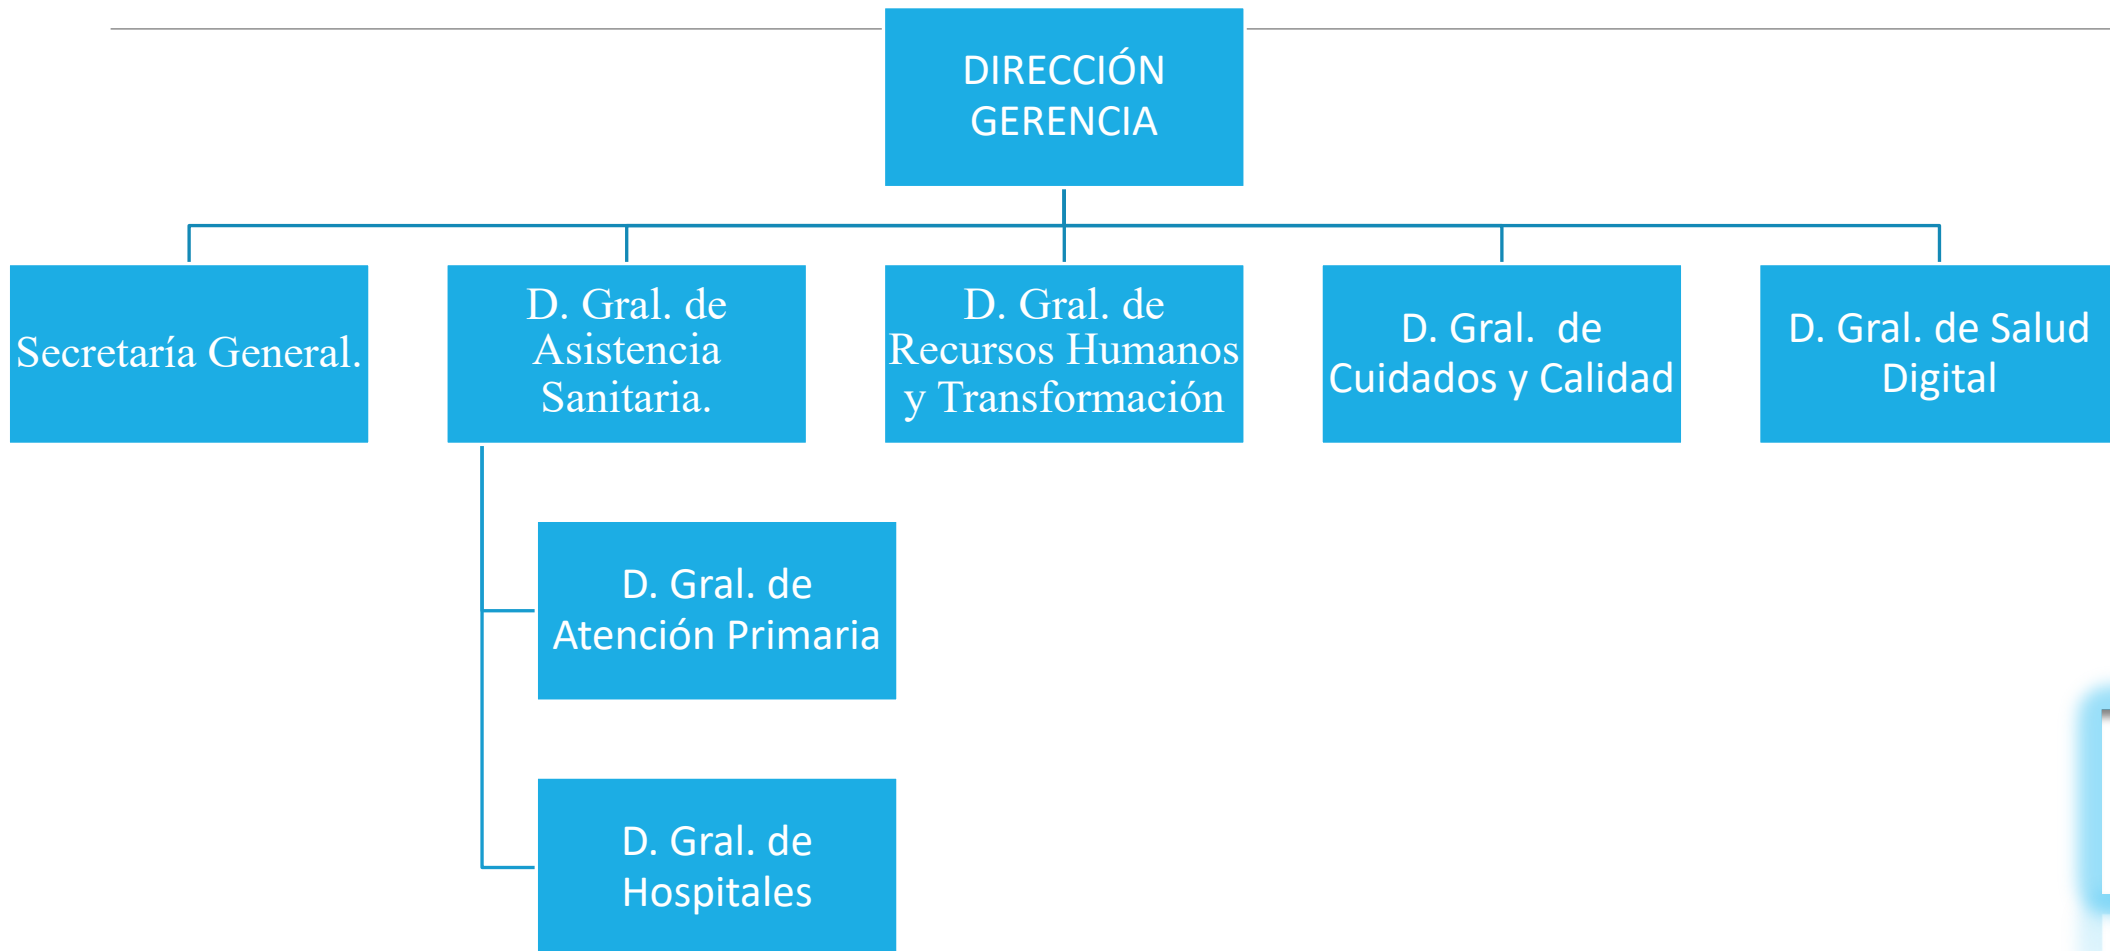 DIRECCIÓN
GERENCIA
Secretaría General.
D. Gral. de
Asistencia
Sanitaria.
D. Gral. de
Recursos Humanos
y Transformación
D. Gral. de
Cuidados y Calidad
D. Gral. de Salud
Digital
D. Gral. de
Atención Primaria
D. Gral. de
Hospitales